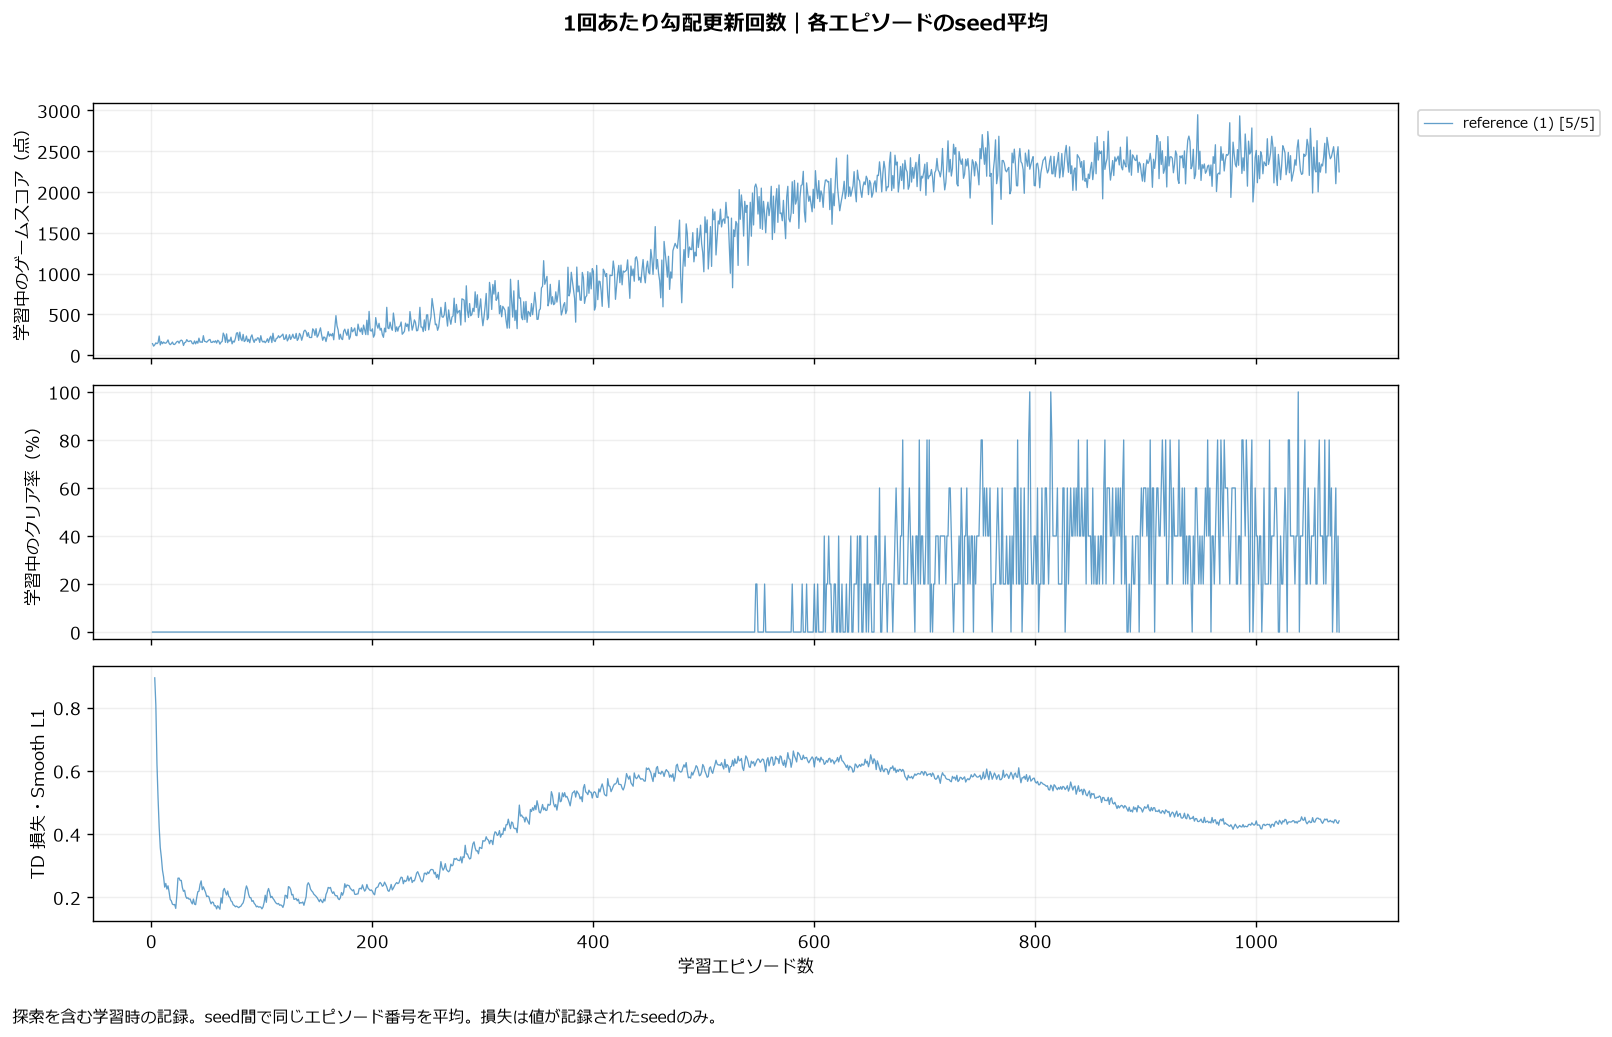 1回あたり勾配更新回数｜各エピソードのseed平均
学習中のゲームスコア（点）
3000
2500
2000
1500
1000
500
0
reference (1) [5/5]
学習中のクリア率（%）
100
80
60
40
20
0
TD 損失・Smooth L1
0.8
0.6
0.4
0.2
0 200 400 600 800 1000
学習エピソード数
探索を含む学習時の記録。seed間で同じエピソード番号を平均。損失は値が記録されたseedのみ。